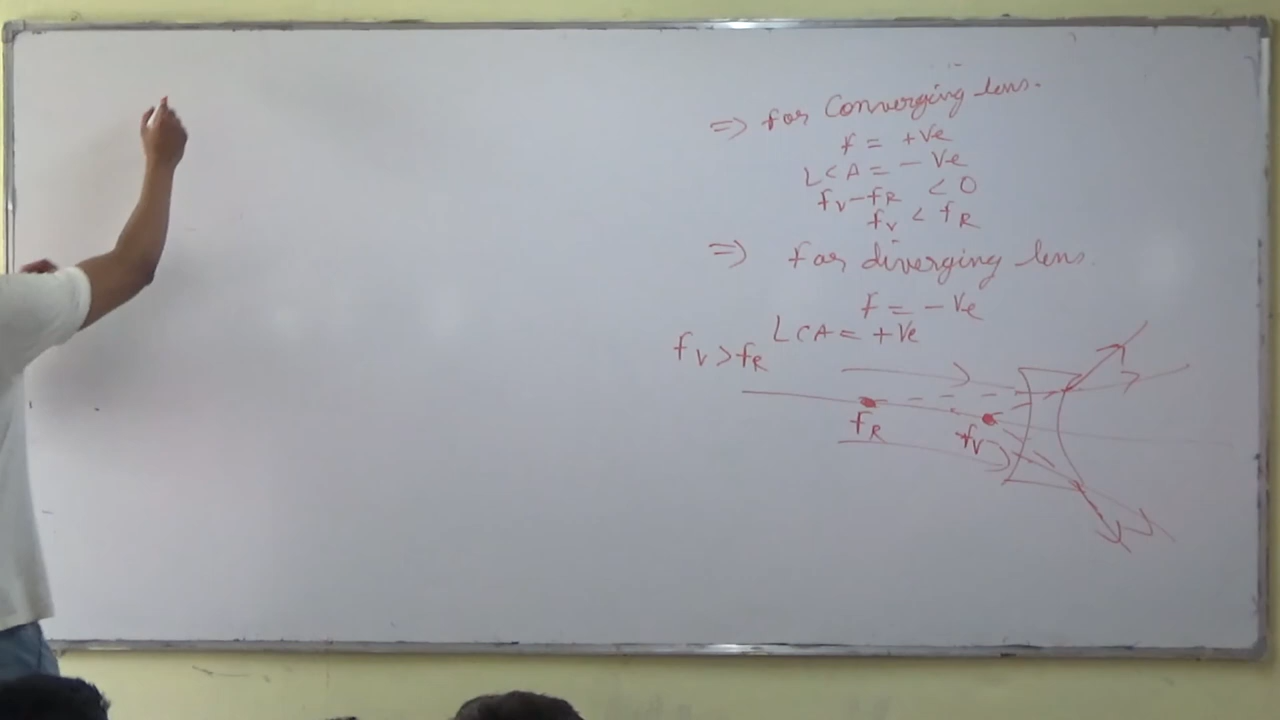 => for Converging lens.
f = +Ve
LCA = - Ve
fV-fR < 0
fV < fR
=> for diverging lens.
f = - Ve
LCA = +Ve
fV > fR
fR
fV